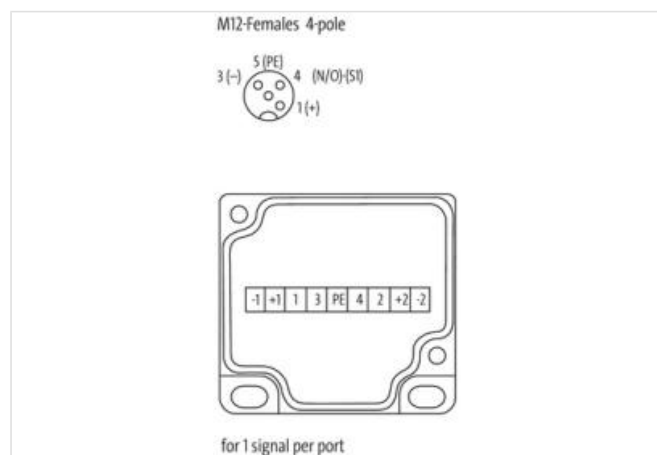 M12-Females 4-pole
5 (PE)
3 (–) 4 (N/O)-(S1)
1 (+)
-1 +1 1 3 PE 4 2 +2 -2
for 1 signal per port